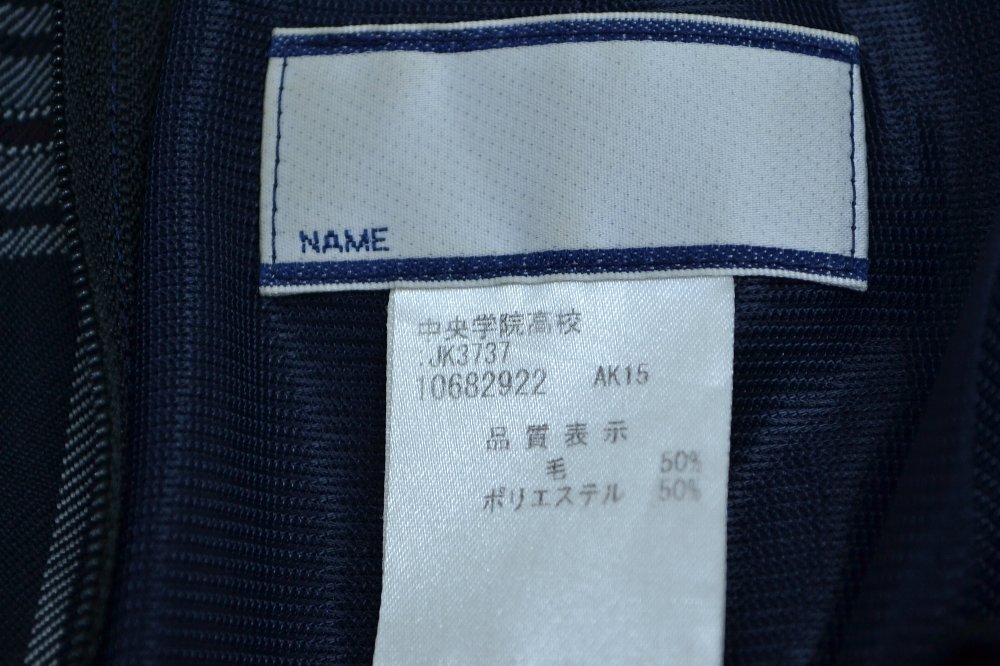 NAME
中央学院高校
.JK3737
10682922 AK15
品質表示
毛 50%
ポリエステル 50%